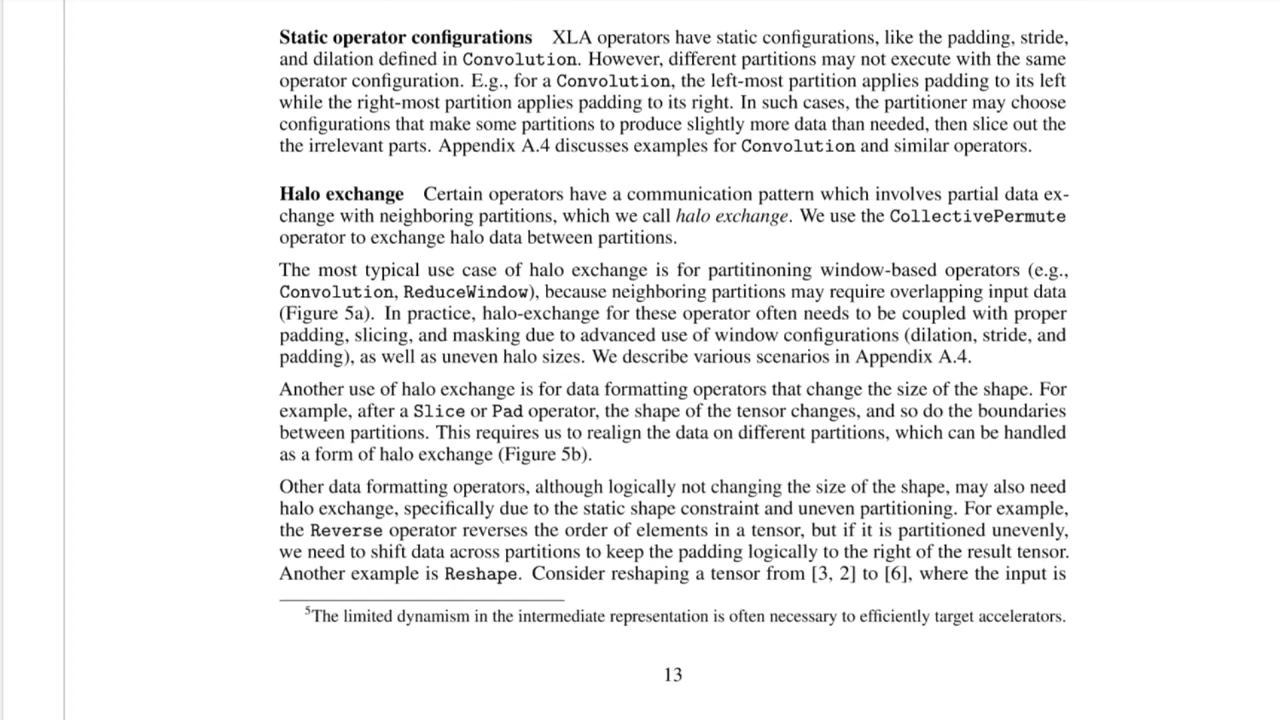 Static operator configurations XLA operators have static configurations, like the padding, stride,
and dilation defined in Convolution. However, different partitions may not execute with the same
operator configuration. E.g., for a Convolution, the left-most partition applies padding to its left
while the right-most partition applies padding to its right. In such cases, the partitioner may choose
configurations that make some partitions to produce slightly more data than needed, then slice out the
the irrelevant parts. Appendix A.4 discusses examples for Convolution and similar operators.
Halo exchange Certain operators have a communication pattern which involves partial data ex-
change with neighboring partitions, which we call halo exchange. We use the CollectivePermute
operator to exchange halo data between partitions.
The most typical use case of halo exchange is for partitinoning window-based operators (e.g.,
Convolution, ReduceWindow), because neighboring partitions may require overlapping input data
(Figure 5a). In practice, halo-exchange for these operator often needs to be coupled with proper
padding, slicing, and masking due to advanced use of window configurations (dilation, stride, and
padding), as well as uneven halo sizes. We describe various scenarios in Appendix A.4.
Another use of halo exchange is for data formatting operators that change the size of the shape. For
example, after a Slice or Pad operator, the shape of the tensor changes, and so do the boundaries
between partitions. This requires us to realign the data on different partitions, which can be handled
as a form of halo exchange (Figure 5b).
Other data formatting operators, although logically not changing the size of the shape, may also need
halo exchange, specifically due to the static shape constraint and uneven partitioning. For example,
the Reverse operator reverses the order of elements in a tensor, but if it is partitioned unevenly,
we need to shift data across partitions to keep the padding logically to the right of the result tensor.
Another example is Reshape. Consider reshaping a tensor from [3, 2] to [6], where the input is
5The limited dynamism in the intermediate representation is often necessary to efficiently target accelerators.
13